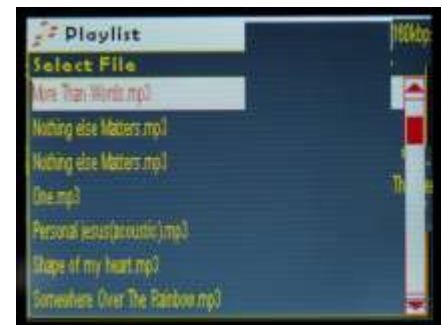 Playlist
160kbp
Select File
More Than Words.mp3
Nothing else Matters.mp3
Nothing else Matters.mp3
One.mp3
Personal jesus(acoustic).mp3
Shape of my heart.mp3
Somewhere Over The Rainbow.mp3